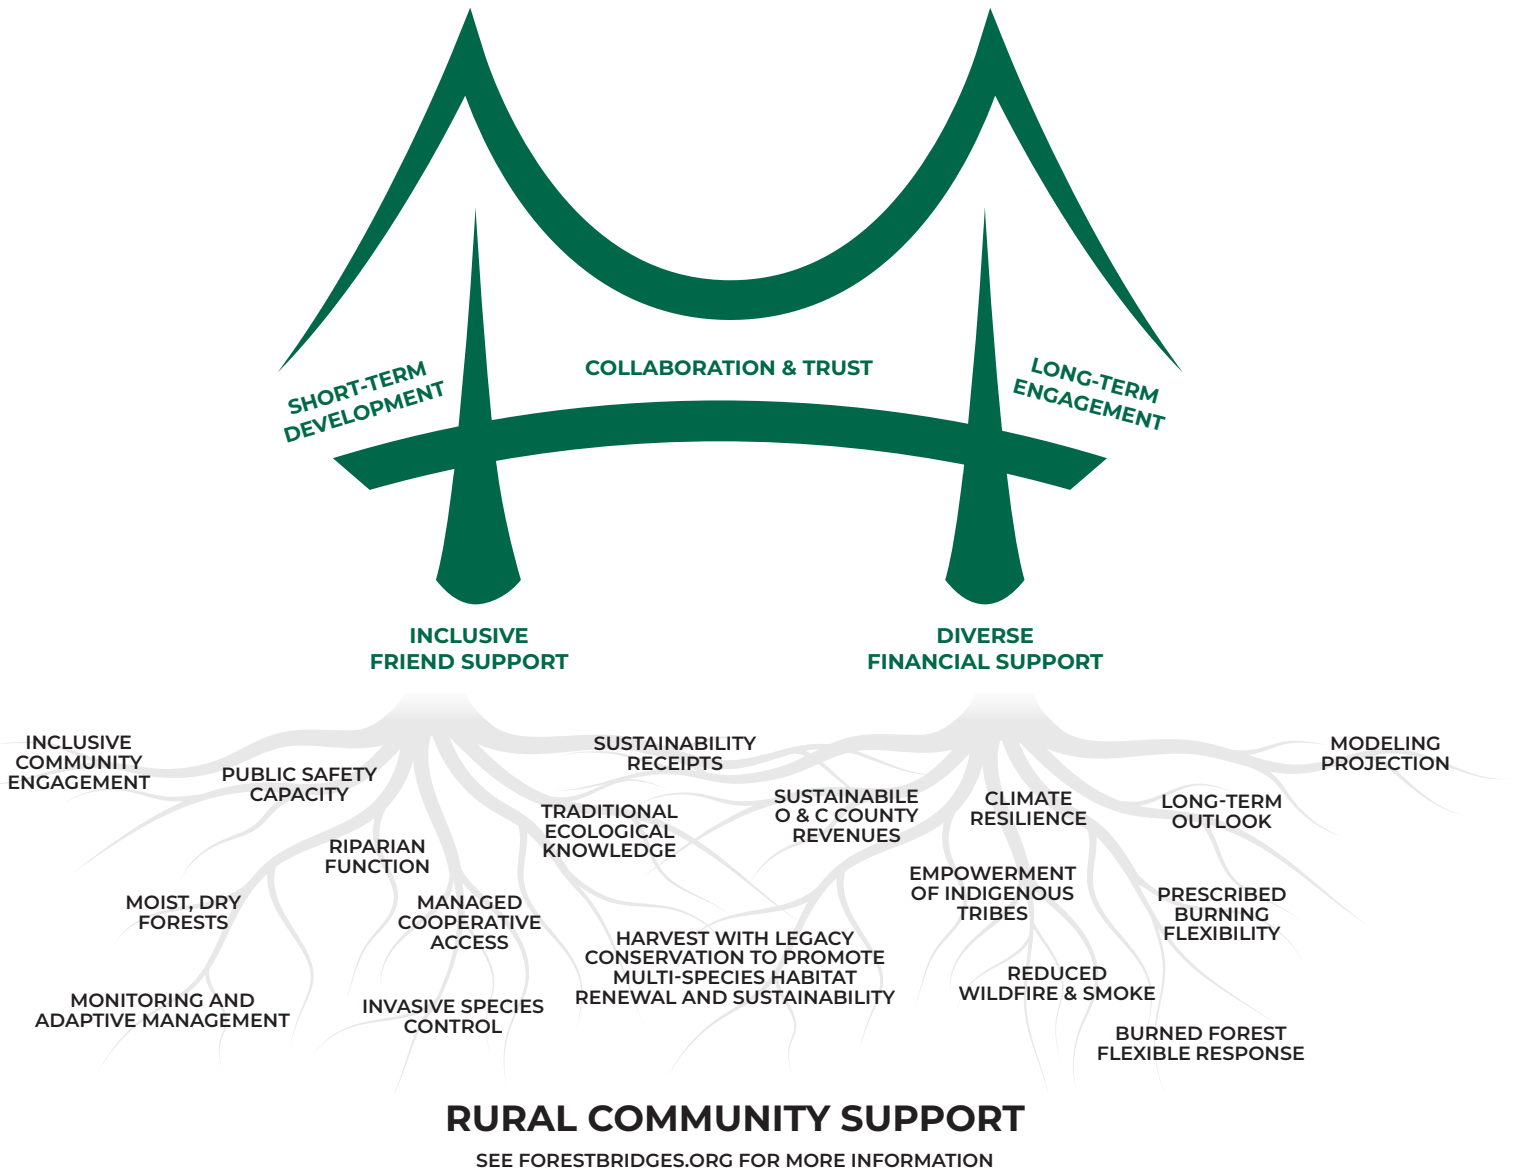 SHORT-TERM
DEVELOPMENT
COLLABORATION & TRUST
LONG-TERM
ENGAGEMENT
INCLUSIVE
FRIEND SUPPORT
DIVERSE
FINANCIAL SUPPORT
INCLUSIVE
COMMUNITY
ENGAGEMENT
PUBLIC SAFETY
CAPACITY
SUSTAINABILITY
RECEIPTS
MODELING
PROJECTION
TRADITIONAL
ECOLOGICAL
KNOWLEDGE
SUSTAINABILE
O & C COUNTY
REVENUES
CLIMATE
RESILIENCE
LONG-TERM
OUTLOOK
RIPARIAN
FUNCTION
MOIST, DRY
FORESTS
MANAGED
COOPERATIVE
ACCESS
EMPOWERMENT
OF INDIGENOUS
TRIBES
PRESCRIBED
BURNING
FLEXIBILITY
HARVEST WITH LEGACY
CONSERVATION TO PROMOTE
MULTI-SPECIES HABITAT
RENEWAL AND SUSTAINABILITY
MONITORING AND
ADAPTIVE MANAGEMENT
INVASIVE SPECIES
CONTROL
REDUCED
WILDFIRE & SMOKE
BURNED FOREST
FLEXIBLE RESPONSE
RURAL COMMUNITY SUPPORT
SEE FORESTBRIDGES.ORG FOR MORE INFORMATION